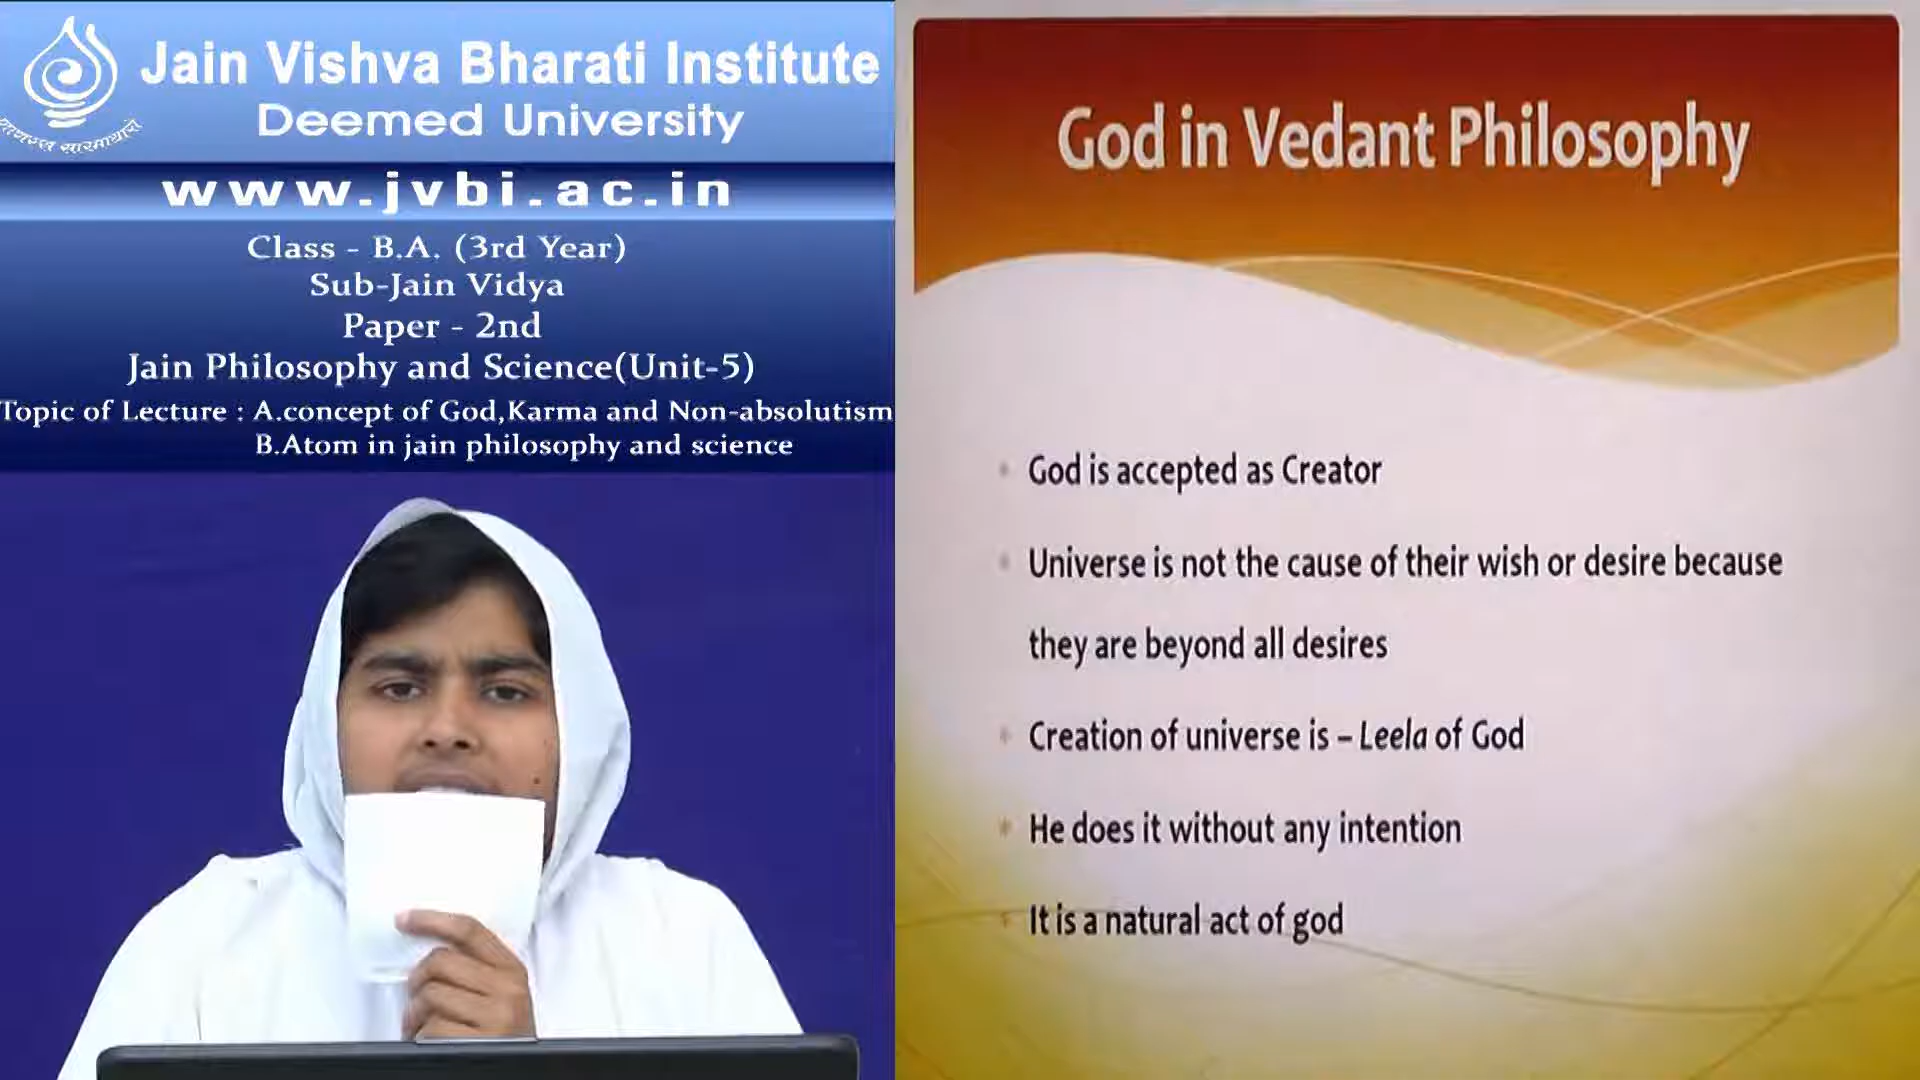 Jain Vishva Bharati Institute
Deemed University
www.jvbi.ac.in
Class - B.A. (3rd Year)
Sub-Jain Vidya
Paper - 2nd
Jain Philosophy and Science(Unit-5)
Topic of Lecture : A.concept of God,Karma and Non-absolutism
B.Atom in jain philosophy and science
God in Vedant Philosophy
God is accepted as Creator
Universe is not the cause of their wish or desire because
they are beyond all desires
Creation of universe is – Leela of God
He does it without any intention
It is a natural act of god